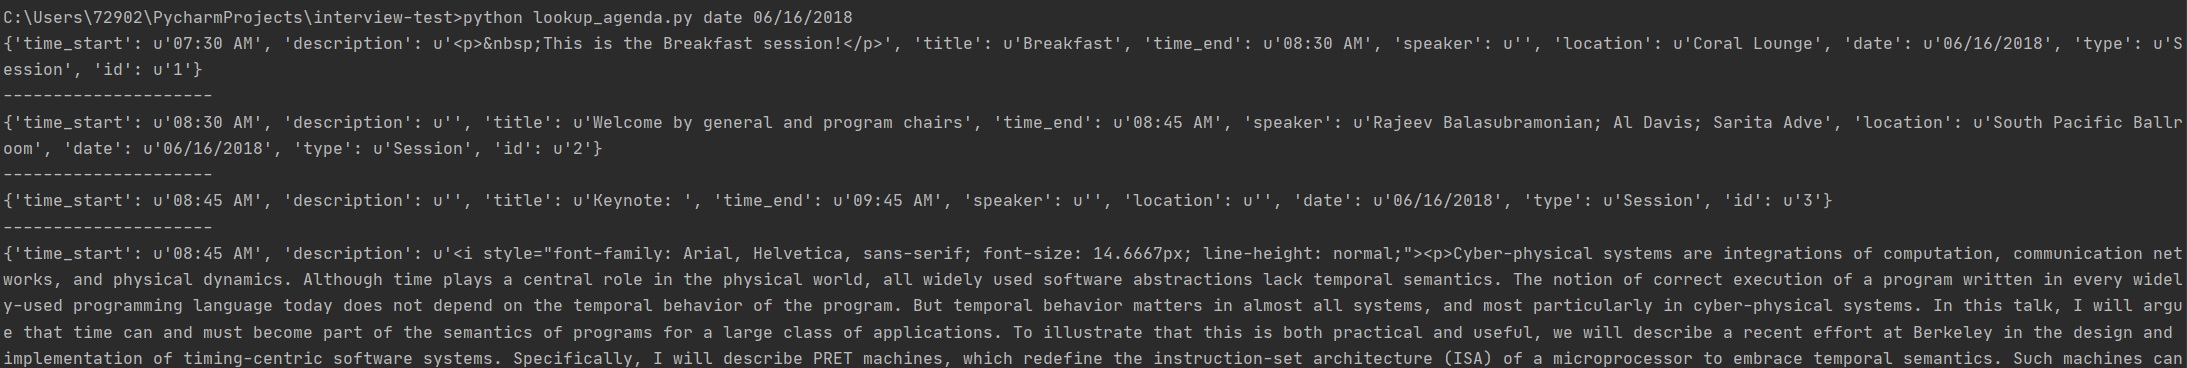 C:\Users\72902\PycharmProjects\interview-test>python lookup_agenda.py date 06/16/2018
{'time_start': u'07:30 AM', 'description': u'<p>&nbsp;This is the Breakfast session!</p>', 'title': u'Breakfast', 'time_end': u'08:30 AM', 'speaker': u'', 'location': u'Coral Lounge', 'date': u'06/16/2018', 'type': u'S
ession', 'id': u'1'}
---------------------
{'time_start': u'08:30 AM', 'description': u'', 'title': u'Welcome by general and program chairs', 'time_end': u'08:45 AM', 'speaker': u'Rajeev Balasubramonian; Al Davis; Sarita Adve', 'location': u'South Pacific Ballr
oom', 'date': u'06/16/2018', 'type': u'Session', 'id': u'2'}
---------------------
{'time_start': u'08:45 AM', 'description': u'', 'title': u'Keynote: ', 'time_end': u'09:45 AM', 'speaker': u'', 'location': u'', 'date': u'06/16/2018', 'type': u'Session', 'id': u'3'}
---------------------
{'time_start': u'08:45 AM', 'description': u'<i style="font-family: Arial, Helvetica, sans-serif; font-size: 14.6667px; line-height: normal;"><p>Cyber-physical systems are integrations of computation, communication net
works, and physical dynamics. Although time plays a central role in the physical world, all widely used software abstractions lack temporal semantics. The notion of correct execution of a program written in every widel
y-used programming language today does not depend on the temporal behavior of the program. But temporal behavior matters in almost all systems, and most particularly in cyber-physical systems. In this talk, I will argu
e that time can and must become part of the semantics of programs for a large class of applications. To illustrate that this is both practical and useful, we will describe a recent effort at Berkeley in the design and
implementation of timing-centric software systems. Specifically, I will describe PRET machines, which redefine the instruction-set architecture (ISA) of a microprocessor to embrace temporal semantics. Such machines can